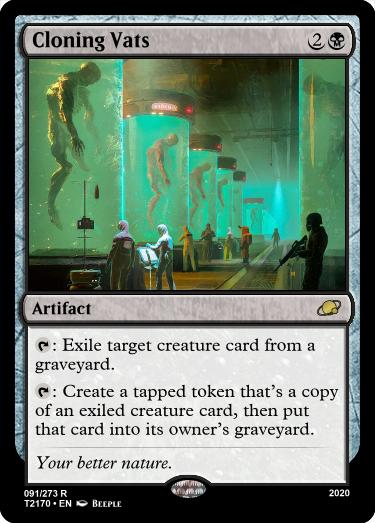 Cloning Vats 2
Artifact
: Exile target creature card from a
graveyard.
: Create a tapped token that's a copy
of an exiled creature card, then put
that card into its owner's graveyard.
Your better nature.
091/273 R 2020
T2170 • EN BEEPLE